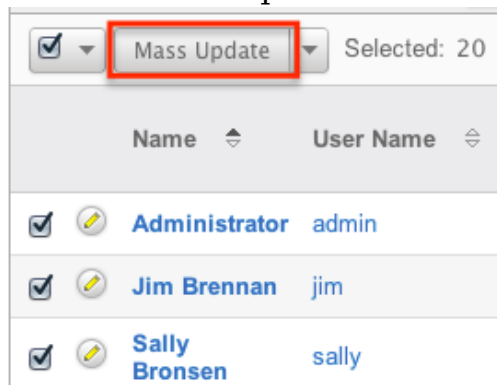 Mass Update Selected: 20
Name User Name
Administrator admin
Jim Brennan jim
Sally
Bronsen sally